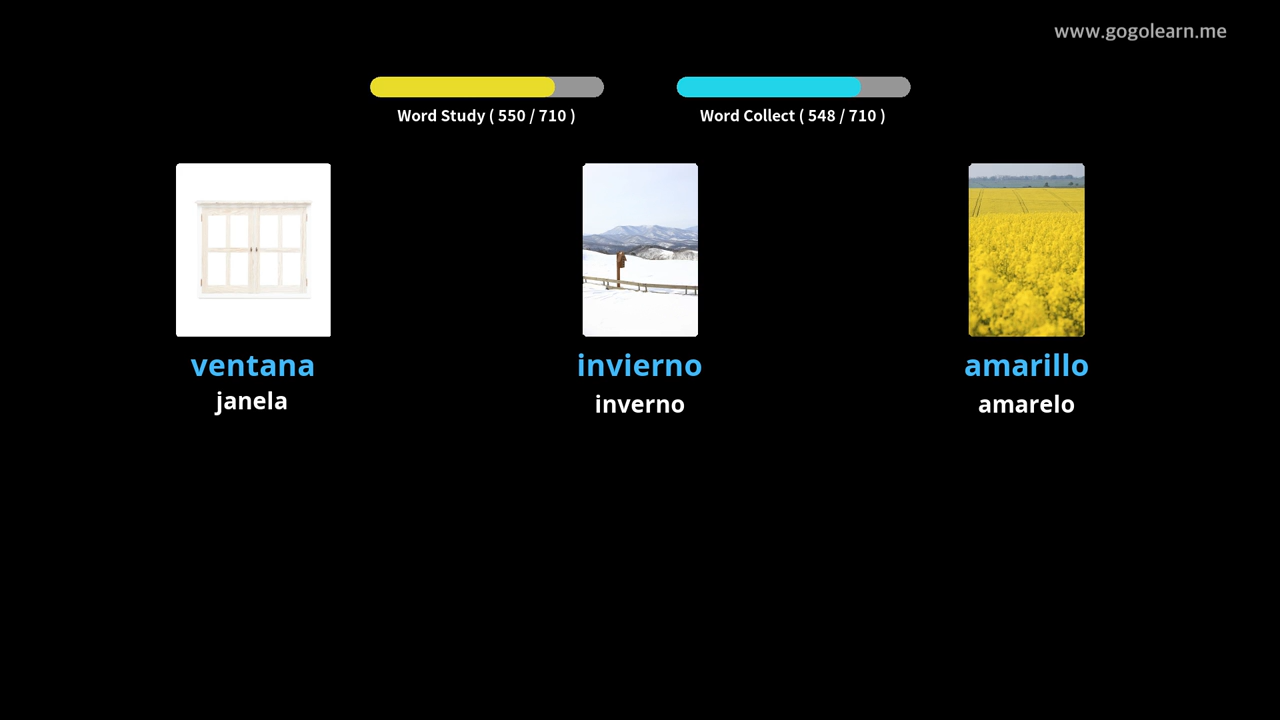 www.gogolearn.me
Word Study ( 550 / 710 )
Word Collect ( 548 / 710 )
ventana
janela
invierno
inverno
amarillo
amarelo